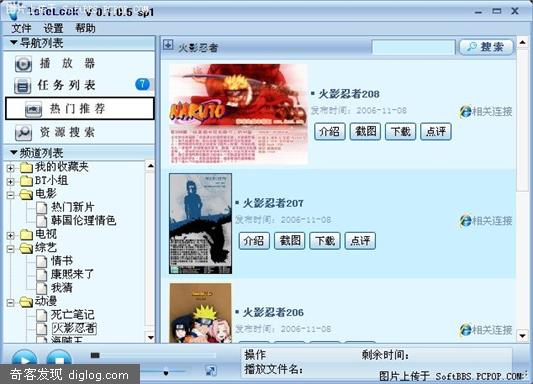 V 0.1.0.5 sp1
文件 设置 帮助
导航列表
播 放 器
任务列表 7
热门推荐
资源搜索
频道列表
我的收藏夹
BT小组
电影
热门新片
韩国伦理情色
电视
综艺
情书
康熙来了
我猜
动漫
死亡笔记
火影忍者
海贼王
火影忍者
搜索
NARUTO
火影忍者208
发布时间：2006-11-08
相关连接
介绍 截图 下载 点评
火影忍者207
发布时间：2006-11-08
相关连接
介绍 截图 下载 点评
火影忍者206
发布时间：2006-11-08
相关连接
操作 剩余时间:
播放文件名:
奇客发现 diglog.com
图片上传于 SoftBBS.PCPOP.com